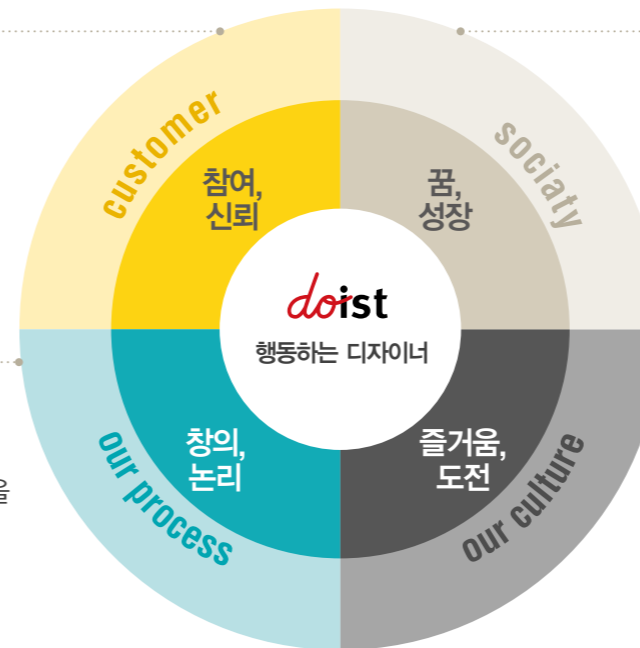 customer
sociaty
참여,
신뢰
꿈,
성장
doist
행동하는 디자이너
창의,
논리
즐거움,
도전
을
our process
our culture